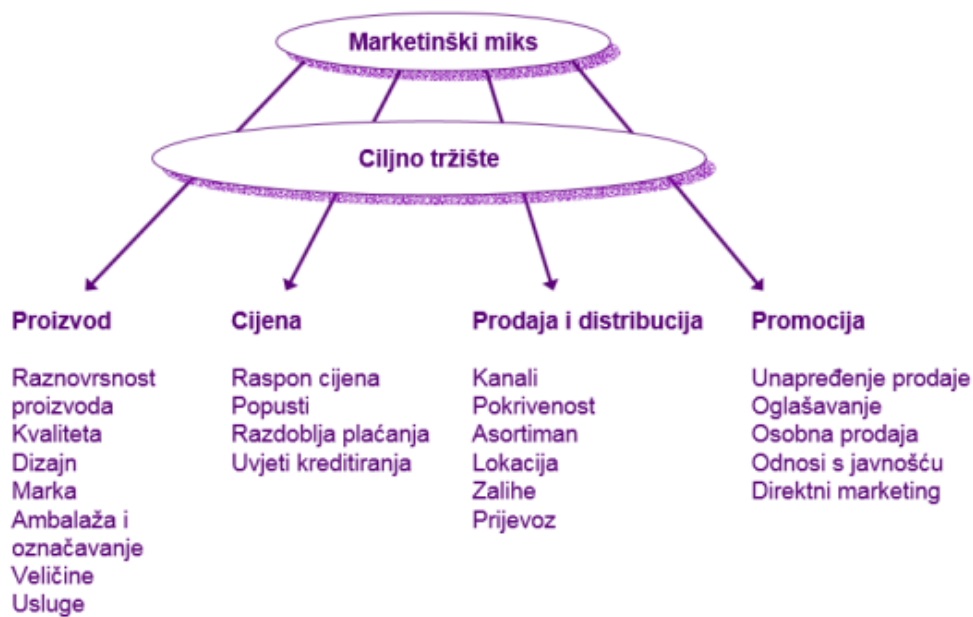 Marketinški miks
Ciljno tržište
Proizvod
Raznovrsnost
proizvoda
Kvaliteta
Dizajn
Marka
Ambalaža i
označavanje
Veličine
Usluge
Cijena
Raspon cijena
Popusti
Razdoblja plaćanja
Uvjeti kreditiranja
Prodaja i distribucija
Kanali
Pokrivenost
Asortiman
Lokacija
Zalihe
Prijevoz
Promocija
Unapređenje prodaje
Oglašavanje
Osobna prodaja
Odnosi s javnošću
Direktni marketing